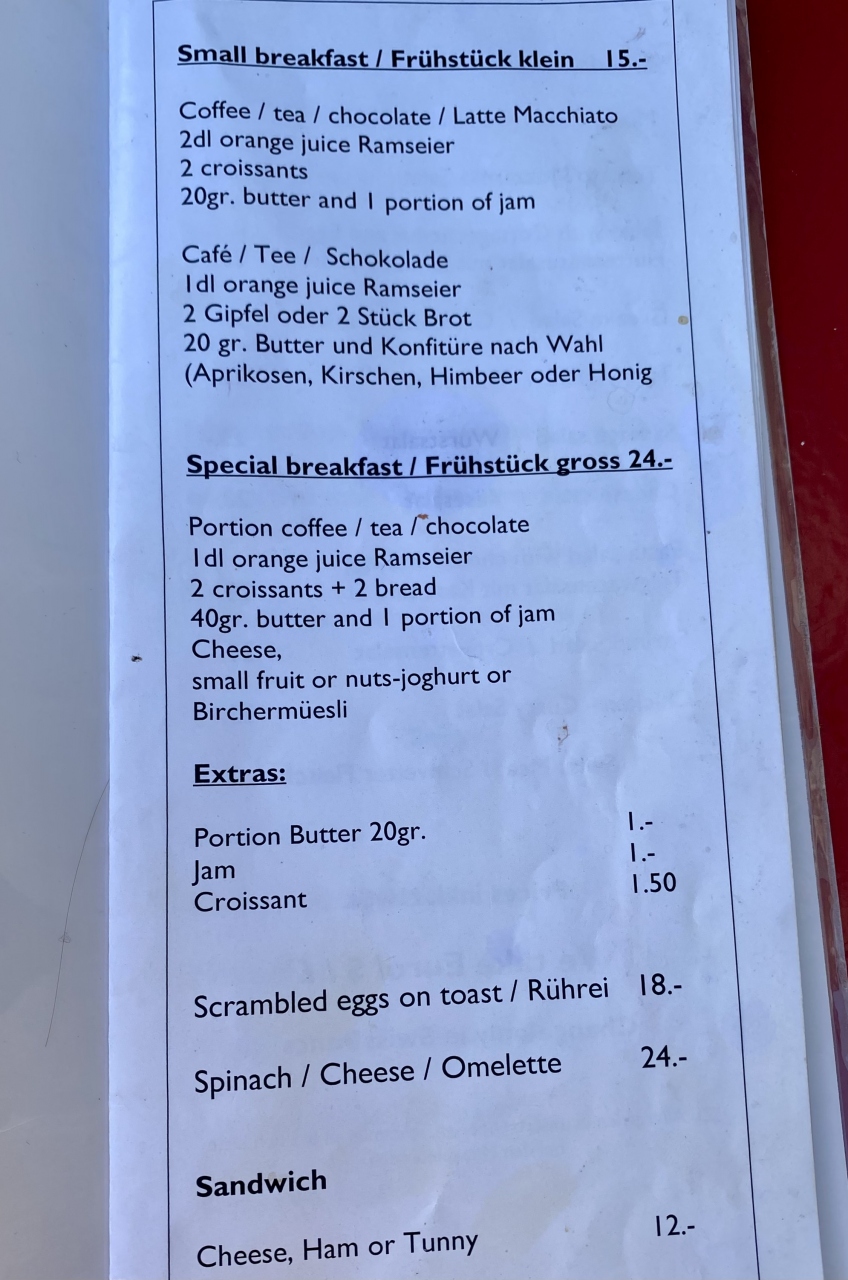 Small breakfast / Frühstück klein 15.-
Coffee / tea / chocolate / Latte Macchiato
2dl orange juice Ramseier
2 croissants
20gr. butter and 1 portion of jam
Café / Tee / Schokolade
1dl orange juice Ramseier
2 Gipfel oder 2 Stück Brot
20 gr. Butter und Konfitüre nach Wahl
(Aprikosen, Kirschen, Himbeer oder Honig
Special breakfast / Frühstück gross 24.-
Portion coffee / tea / chocolate
1dl orange juice Ramseier
2 croissants + 2 bread
40gr. butter and 1 portion of jam
Cheese,
small fruit or nuts-joghurt or
Birchermüesli
Extras:
Portion Butter 20gr. 1.-
Jam 1.-
Croissant 1.50
Scrambled eggs on toast / Rührei 18.-
Spinach / Cheese / Omelette 24.-
Sandwich
Cheese, Ham or Tunny 12.-